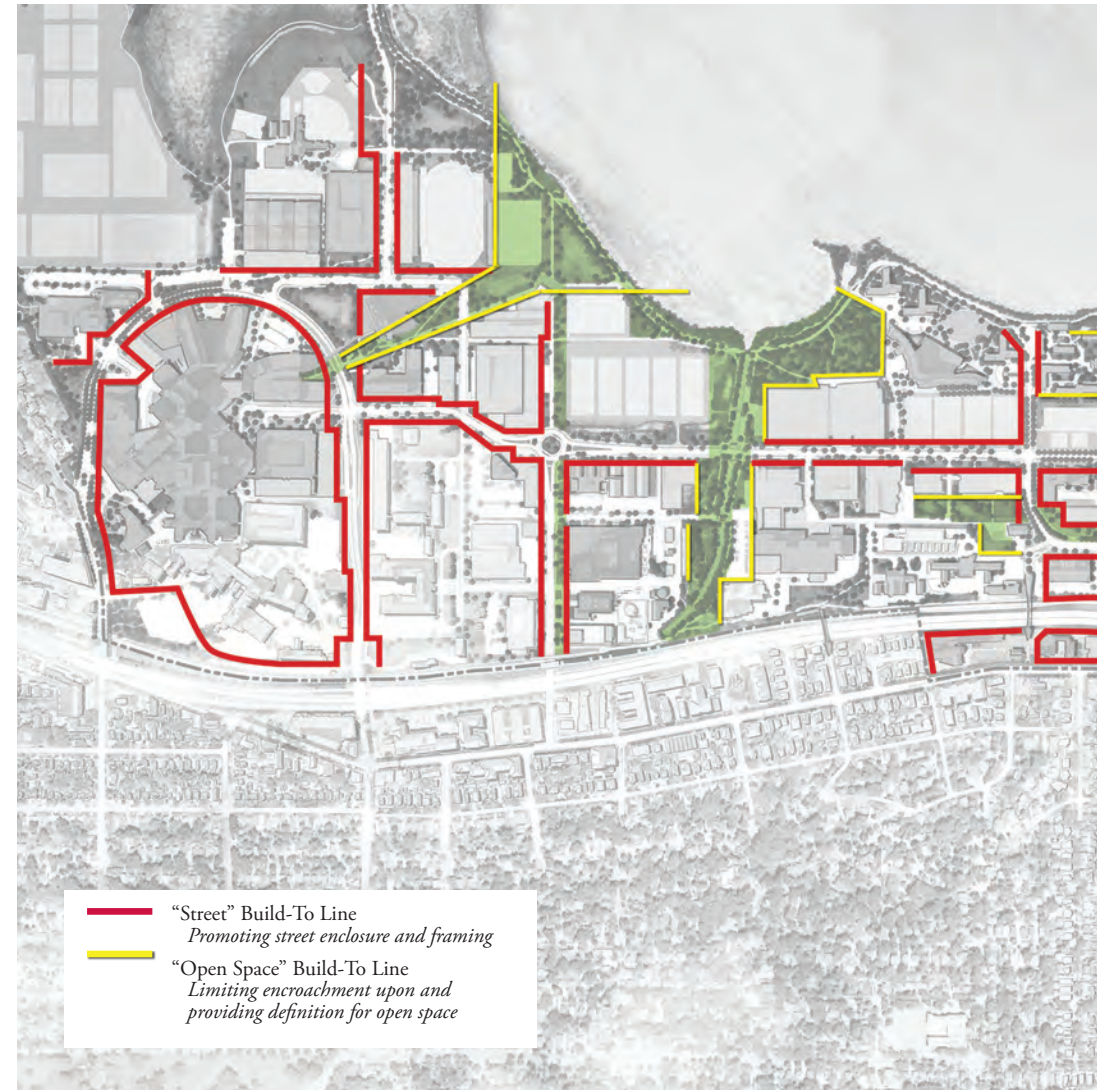 “Street” Build-To Line
Promoting street enclosure and framing
“Open Space” Build-To Line
Limiting encroachment upon and
providing definition for open space